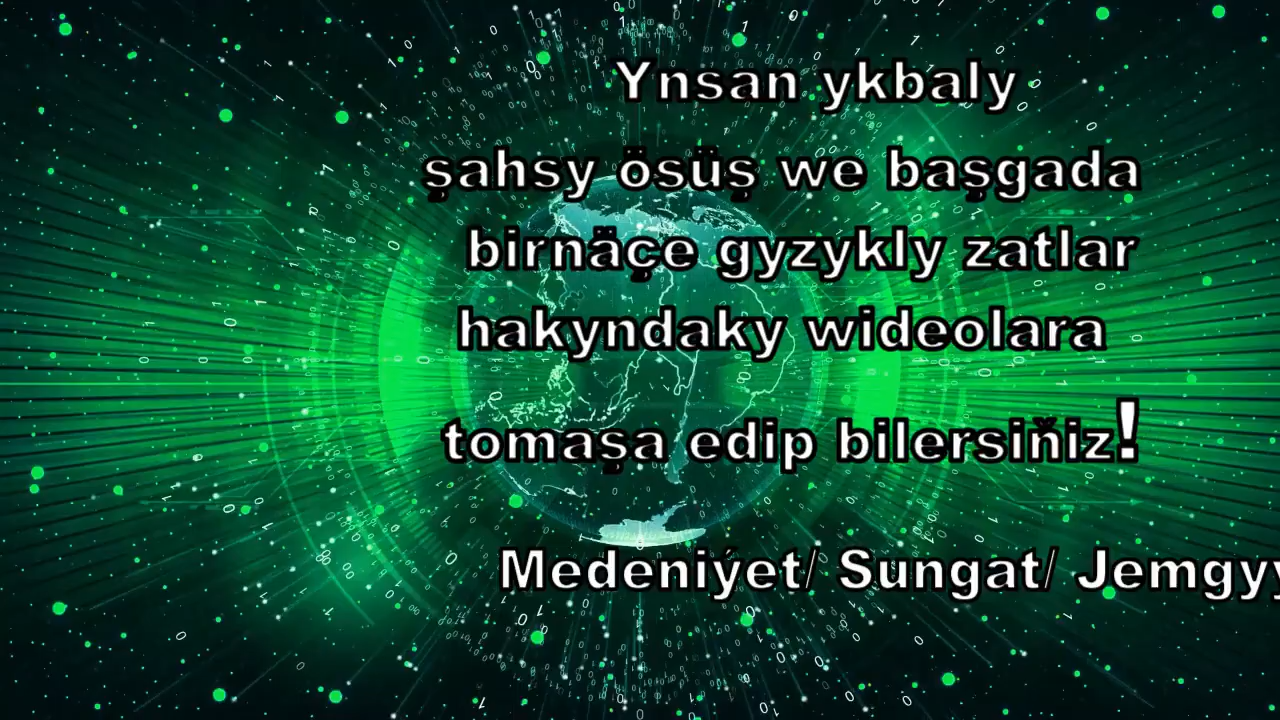 Ynsan ykbaly
şahsy ösüş we başgada
birnäçe gyzykly zatlar
hakyndaky wideolara
tomaşa edip bilersiňiz!
Medeniýet/ Sungat/